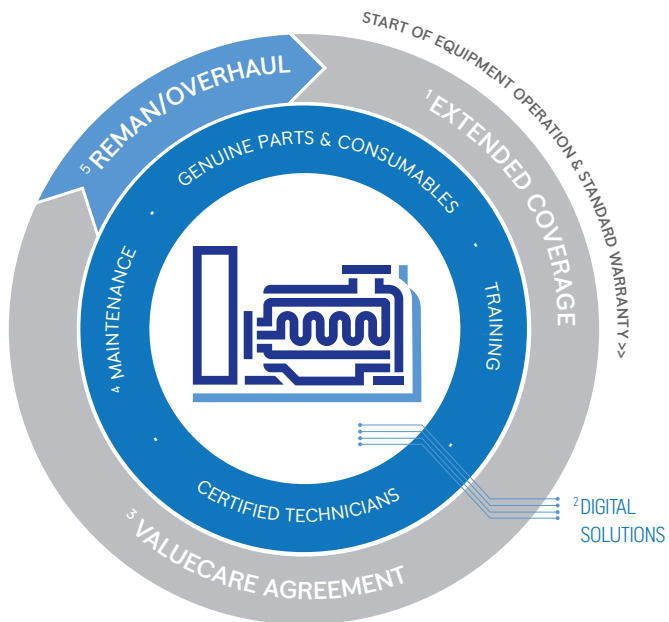 START OF EQUIPMENT OPERATION & STANDARD WARRANTY >>
1 EXTENDED COVERAGE
2 DIGITAL
SOLUTIONS
3 VALUECARE AGREEMENT
4 MAINTENANCE
5 REMAN/OVERHAUL
GENUINE PARTS & CONSUMABLES
TRAINING
CERTIFIED TECHNICIANS